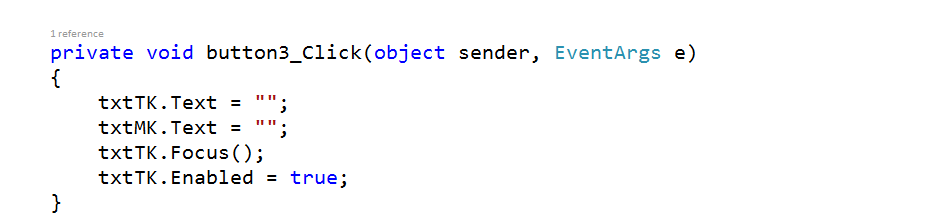 1 reference
private void button3_Click(object sender, EventArgs e)
{
    txtTK.Text = "";
    txtMK.Text = "";
    txtTK.Focus();
    txtTK.Enabled = true;
}